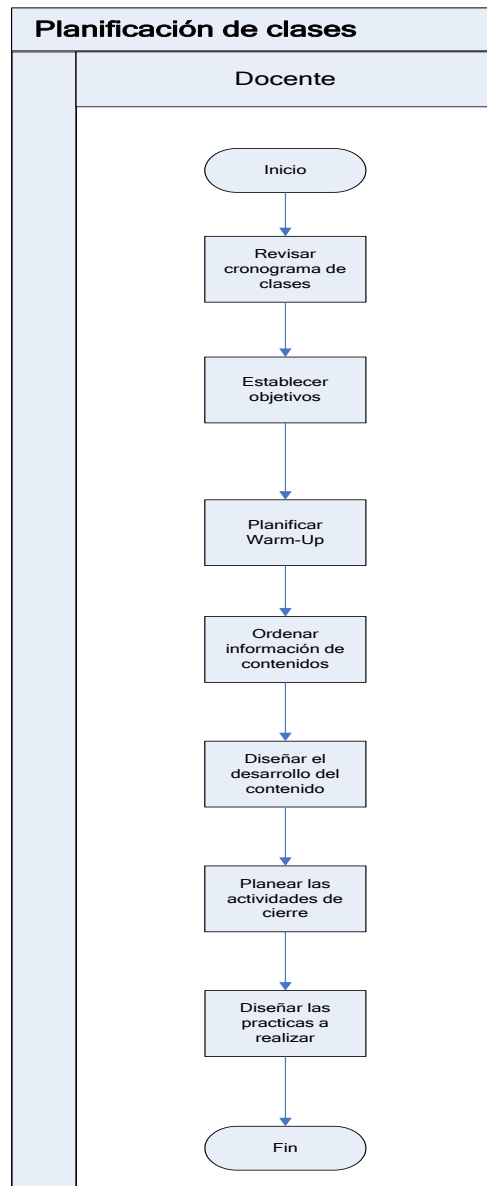 Planificación de clases
Docente
Inicio
Revisar
cronograma de
clases
Establecer
objetivos
Planificar
Warm-Up
Ordenar
información de
contenidos
Diseñar el
desarrollo del
contenido
Planear las
actividades de
cierre
Diseñar las
practicas a
realizar
Fin